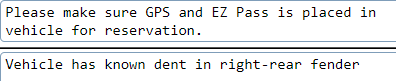 Please make sure GPS and EZ Pass is placed in
vehicle for reservation.
Vehicle has known dent in right-rear fender